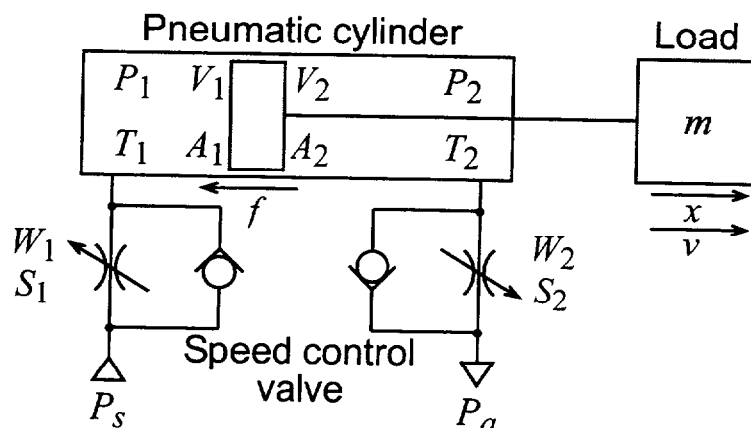 Pneumatic cylinder
Load
P1 V1 V2 P2
m
T1 A1 A2 T2
f
x
v
W1
S1
W2
S2
Speed control
valve
Ps
Pa